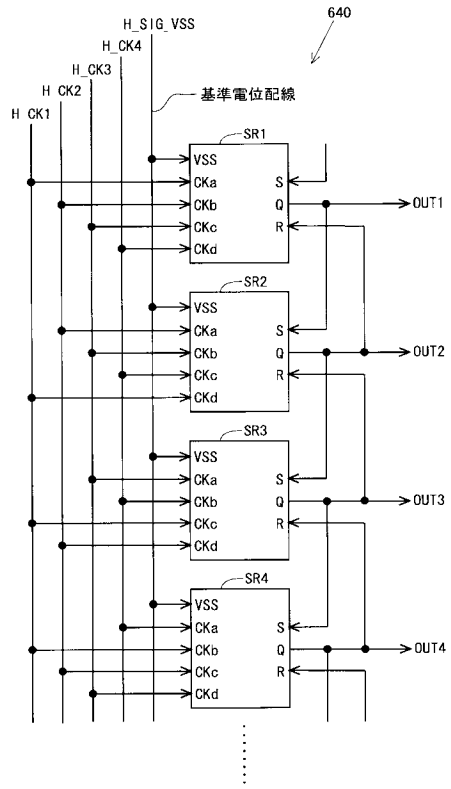 640
H_SIG_VSS
H_CK4
H_CK3
H_CK2
H_CK1
基準電位配線
SR1
VSS
CKa
S
CKb
Q
OUT1
CKc
R
CKd
SR2
VSS
CKa
S
CKb
Q
OUT2
CKc
R
CKd
SR3
VSS
CKa
S
CKb
Q
OUT3
CKc
R
CKd
SR4
VSS
CKa
S
CKb
Q
OUT4
CKc
R
CKd